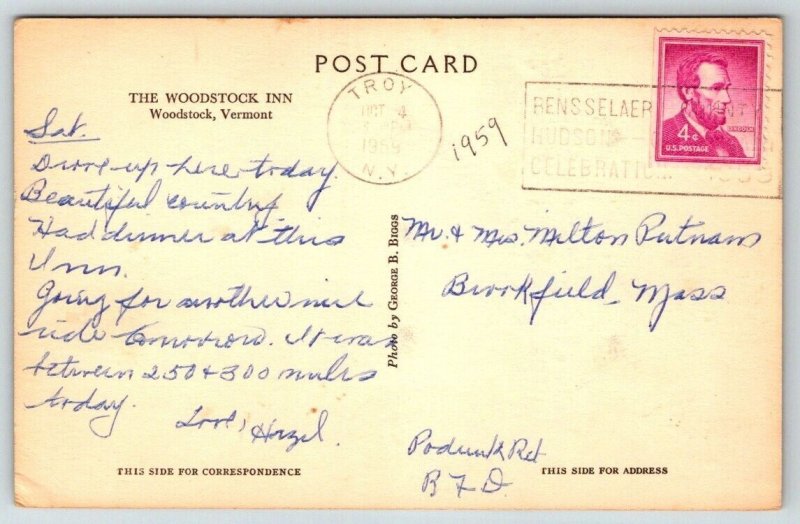 POST CARD
THE WOODSTOCK INN
Woodstock, Vermont
TROY
OCT 4
1959
N.Y.
1959
RENSSELAER
HUDSON
CELEBRATION
4¢
LINCOLN
U.S. POSTAGE
Sat.
Drove up here today.
Beautiful country
Had dinner at this
Inn.
Going for another nice
ride tomorrow. It was
between 250 & 300 miles
today.
Love, Hazel.
Photo by GEORGE B. BIGGS
Mr. & Mrs. Milton Putnam
Brookfield, Mass
Podunk Rd
R F D
THIS SIDE FOR CORRESPONDENCE
THIS SIDE FOR ADDRESS